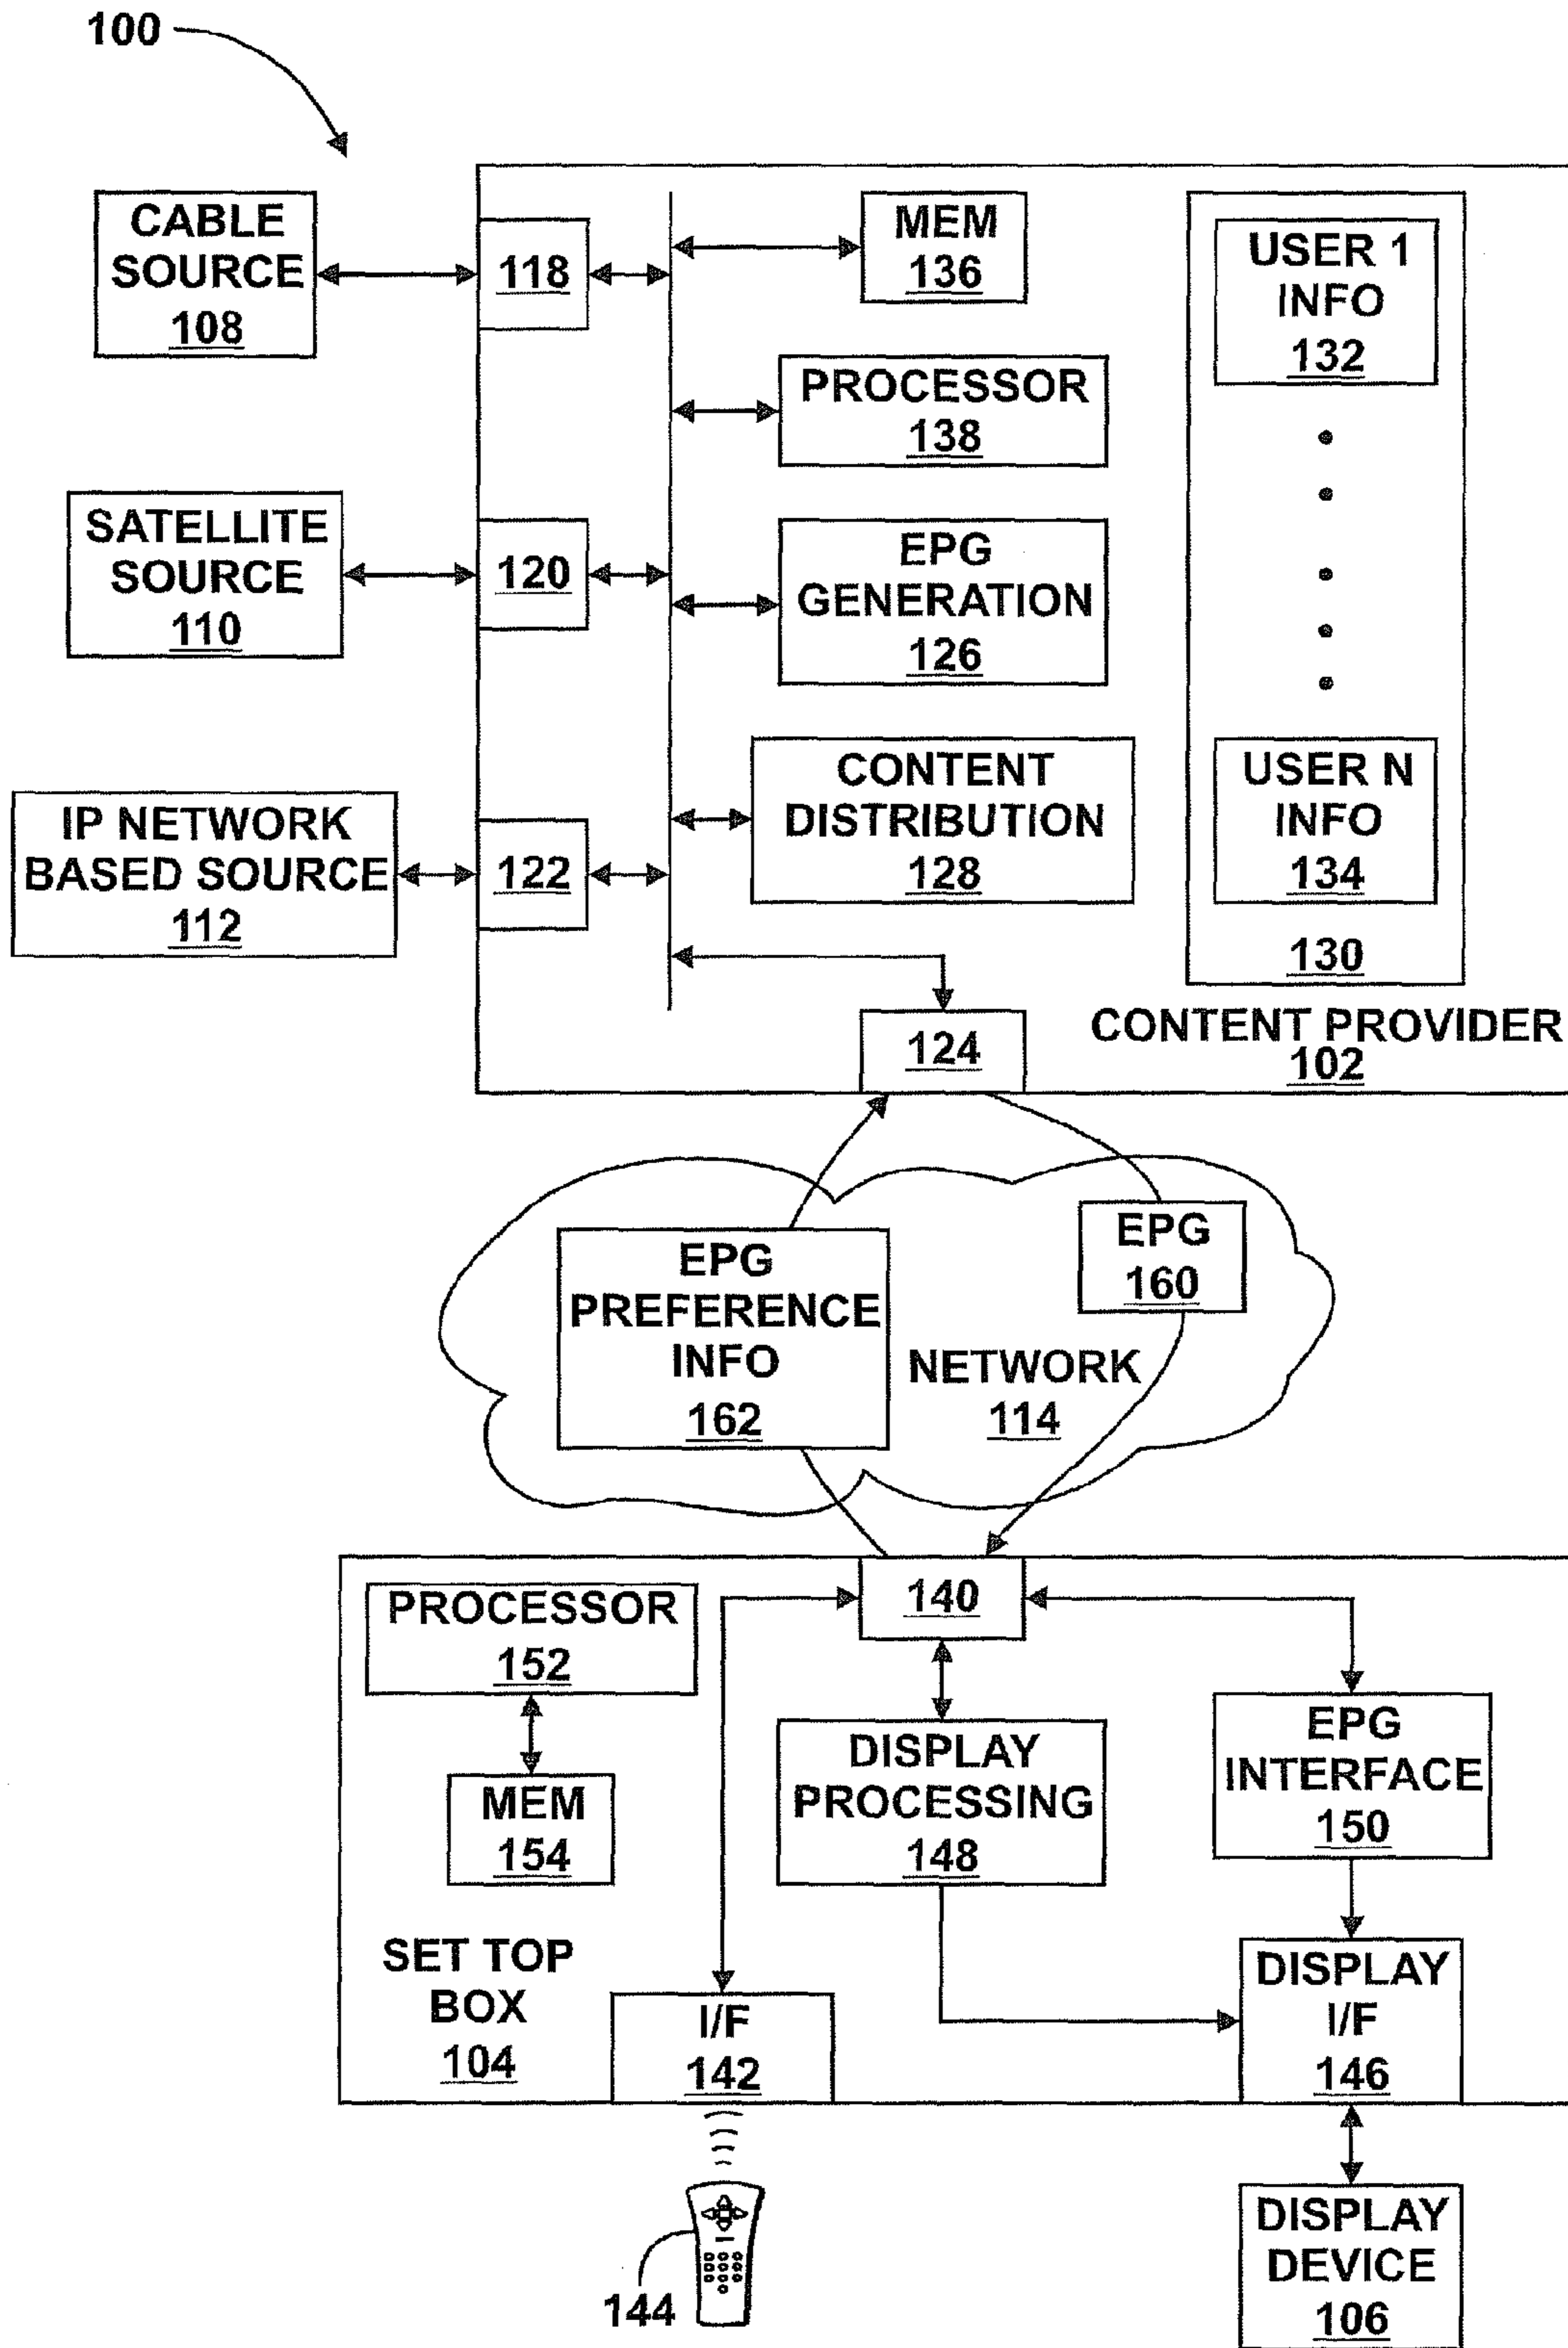 100
CABLE
SOURCE
108
118
MEM
136
USER 1
INFO
132
PROCESSOR
138
SATELLITE
SOURCE
110
120
EPG
GENERATION
126
IP NETWORK
BASED SOURCE
112
122
CONTENT
DISTRIBUTION
128
USER N
INFO
134
130
124
CONTENT PROVIDER
102
EPG
PREFERENCE
INFO
162
EPG
160
NETWORK
114
140
PROCESSOR
152
MEM
154
DISPLAY
PROCESSING
148
EPG
INTERFACE
150
SET TOP
BOX
104
I/F
142
DISPLAY
I/F
146
144
DISPLAY
DEVICE
106